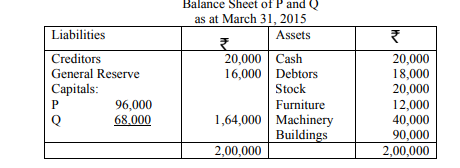 Balance Sheet of P and Q
as at March 31, 2015
Liabilities ₹ Assets ₹
Creditors 20,000 Cash 20,000
General Reserve 16,000 Debtors 18,000
Capitals: Stock 20,000
P 96,000 Furniture 12,000
Q 68,000 1,64,000 Machinery 40,000
Buildings 90,000
2,00,000 2,00,000